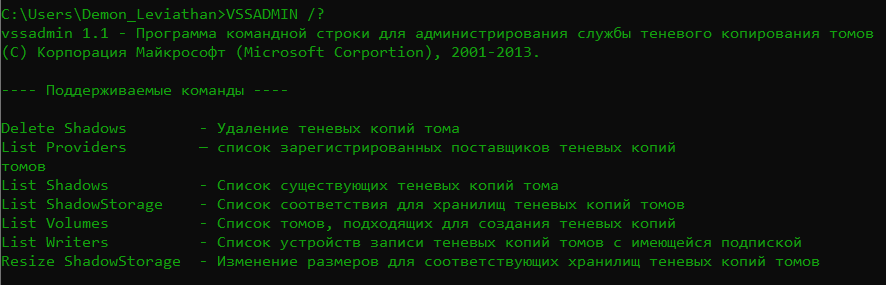 C:\Users\Demon_Leviathan>VSSADMIN /?
vssadmin 1.1 - Программа командной строки для администрирования службы теневого копирования томов
(C) Корпорация Майкрософт (Microsoft Corportion), 2001-2013.
---- Поддерживаемые команды ----
Delete Shadows - Удаление теневых копий тома
List Providers — список зарегистрированных поставщиков теневых копий
томов
List Shadows - Список существующих теневых копий тома
List ShadowStorage - Список соответствия для хранилищ теневых копий томов
List Volumes - Список томов, подходящих для создания теневых копий
List Writers - Список устройств записи теневых копий томов с имеющейся подпиской
Resize ShadowStorage - Изменение размеров для соответствующих хранилищ теневых копий томов